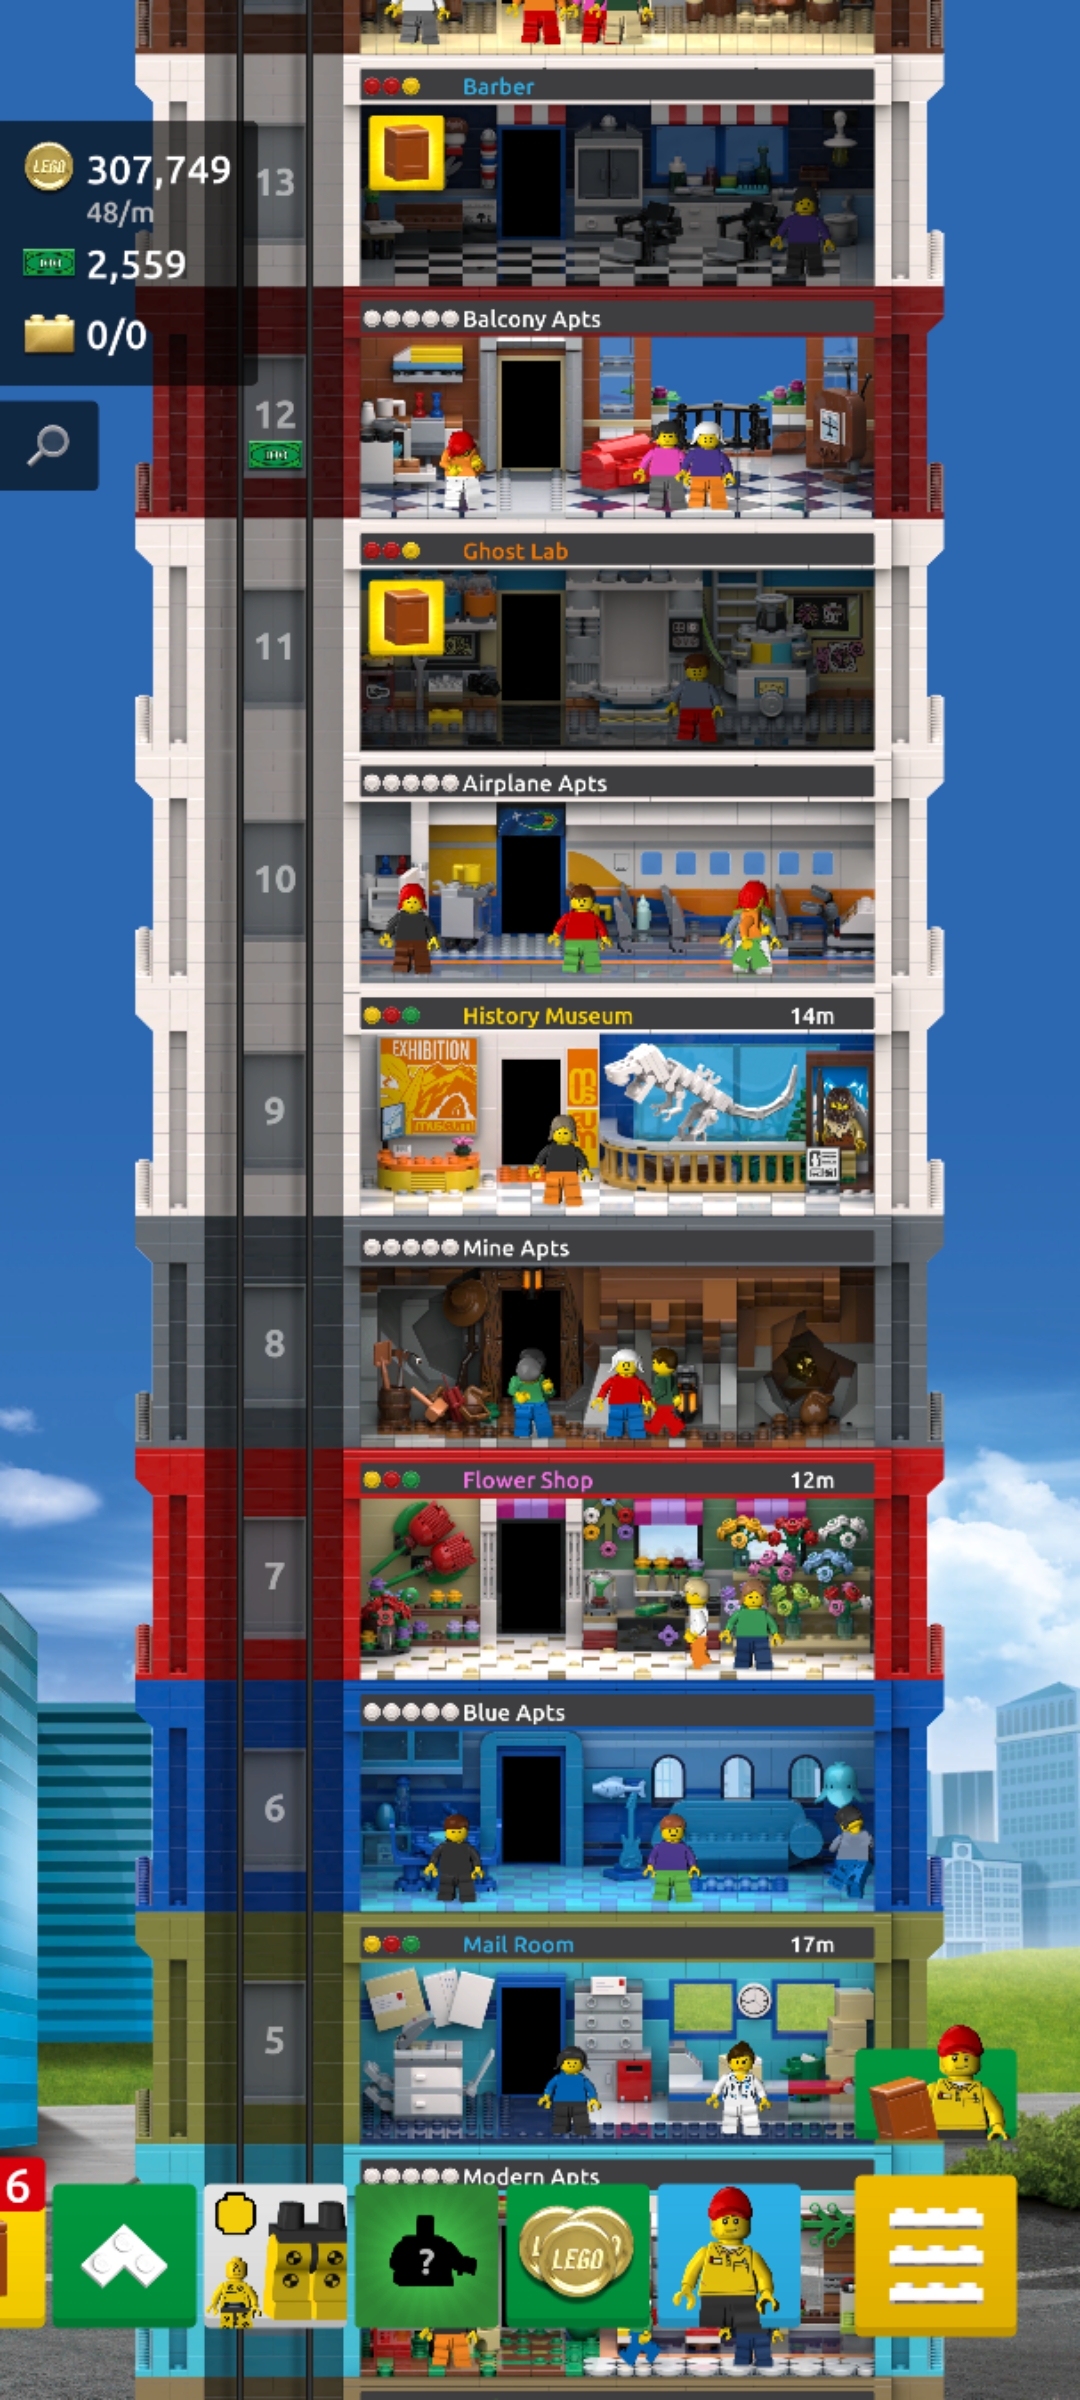 Barber
LEGO 307,749
48/m
13
2,559
0/0
Balcony Apts
12
Ghost Lab
11
Airplane Apts
10
History Museum 14m
EXHIBITION
museum
9
Mine Apts
8
Flower Shop 12m
7
Blue Apts
6
Mail Room 17m
5
Modern Apts
6
?
LEGO